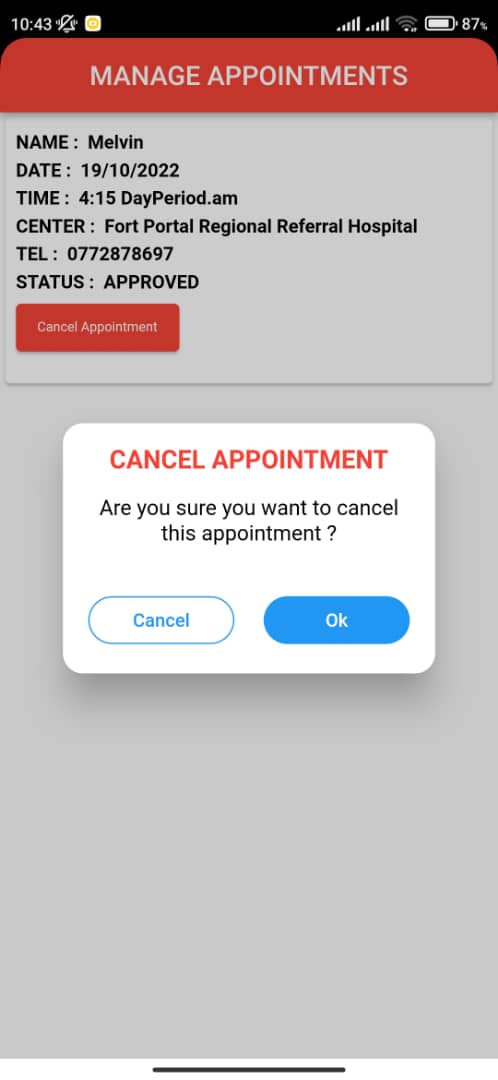 10:43 87%
MANAGE APPOINTMENTS
NAME : Melvin
DATE : 19/10/2022
TIME : 4:15 DayPeriod.am
CENTER : Fort Portal Regional Referral Hospital
TEL : 0772878697
STATUS : APPROVED
Cancel Appointment
CANCEL APPOINTMENT
Are you sure you want to cancel
this appointment ?
Cancel Ok